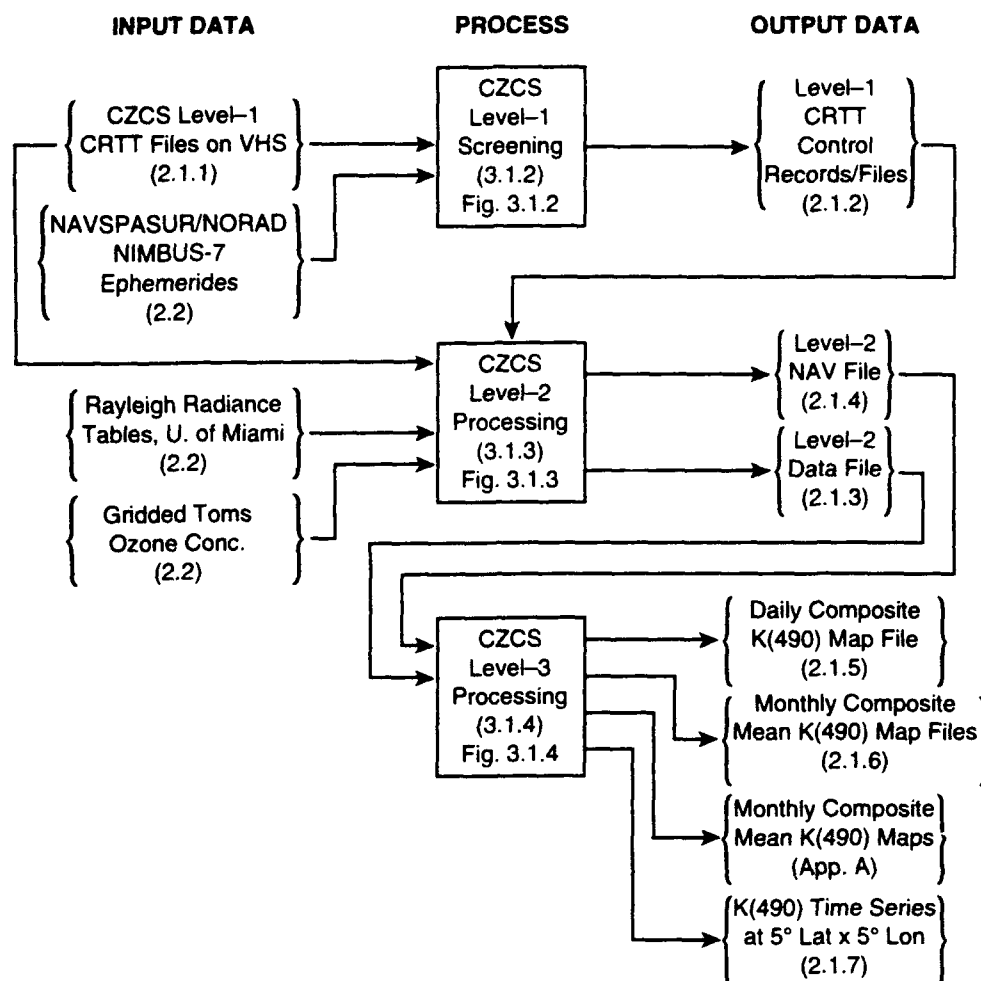 INPUT DATA
PROCESS
OUTPUT DATA
CZCS Level–1
CRTT Files on VHS
(2.1.1)
NAVSPASUR/NORAD
NIMBUS-7
Ephemerides
(2.2)
CZCS
Level–1
Screening
(3.1.2)
Fig. 3.1.2
Level–1
CRTT
Control
Records/Files
(2.1.2)
Rayleigh Radiance
Tables, U. of Miami
(2.2)
Gridded Toms
Ozone Conc.
(2.2)
CZCS
Level–2
Processing
(3.1.3)
Fig. 3.1.3
Level–2
NAV File
(2.1.4)
Level–2
Data File
(2.1.3)
CZCS
Level–3
Processing
(3.1.4)
Fig. 3.1.4
Daily Composite
K(490) Map File
(2.1.5)
Monthly Composite
Mean K(490) Map Files
(2.1.6)
Monthly Composite
Mean K(490) Maps
(App. A)
K(490) Time Series
at 5° Lat x 5° Lon
(2.1.7)